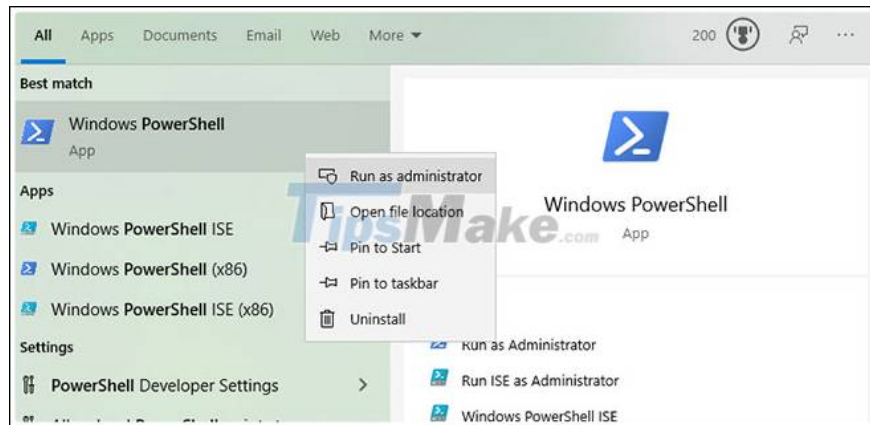 All Apps Documents Email Web More 200 ...
Best match
Windows PowerShell
App
Run as administrator
Open file location
Pin to Start
Pin to taskbar
Uninstall
Apps
Windows PowerShell ISE
Windows PowerShell (x86)
Windows PowerShell ISE (x86)
Settings
PowerShell Developer Settings
Windows PowerShell
App
Run as Administrator
Run ISE as Administrator
Windows PowerShell ISE
TipsMake.com